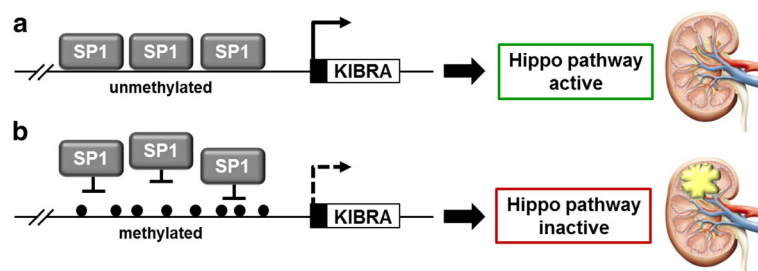 a
SP1 SP1 SP1
unmethylated
KIBRA
Hippo pathway
active
b
SP1 SP1 SP1
methylated
KIBRA
Hippo pathway
inactive